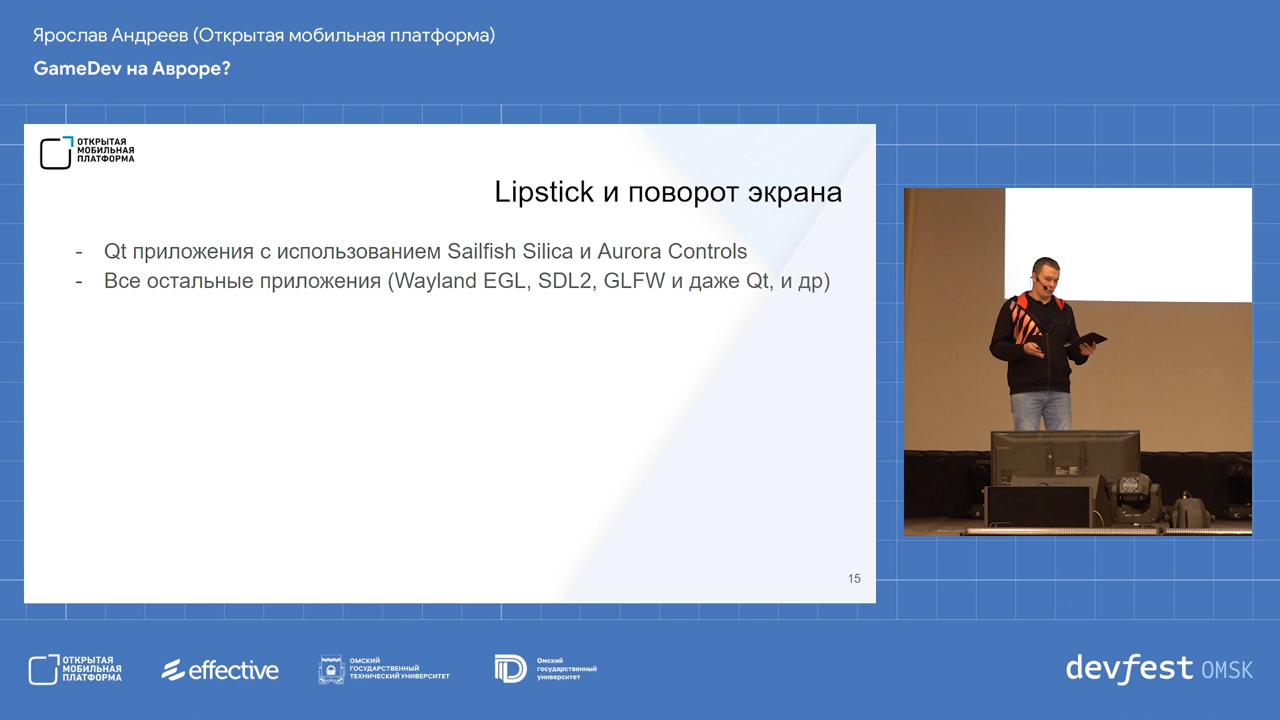 Ярослав Андреев (Открытая мобильная платформа)
GameDev на Авроре?
ОТКРЫТАЯ
МОБИЛЬНАЯ
ПЛАТФОРМА
Lipstick и поворот экрана
- Qt приложения с использованием Sailfish Silica и Aurora Controls
- Все остальные приложения (Wayland EGL, SDL2, GLFW и даже Qt, и др)
15
ОТКРЫТАЯ
МОБИЛЬНАЯ
ПЛАТФОРМА
effective
ОМСКИЙ
ГОСУДАРСТВЕННЫЙ
ТЕХНИЧЕСКИЙ УНИВЕРСИТЕТ
Омский
государственный
университет
devfest OMSK